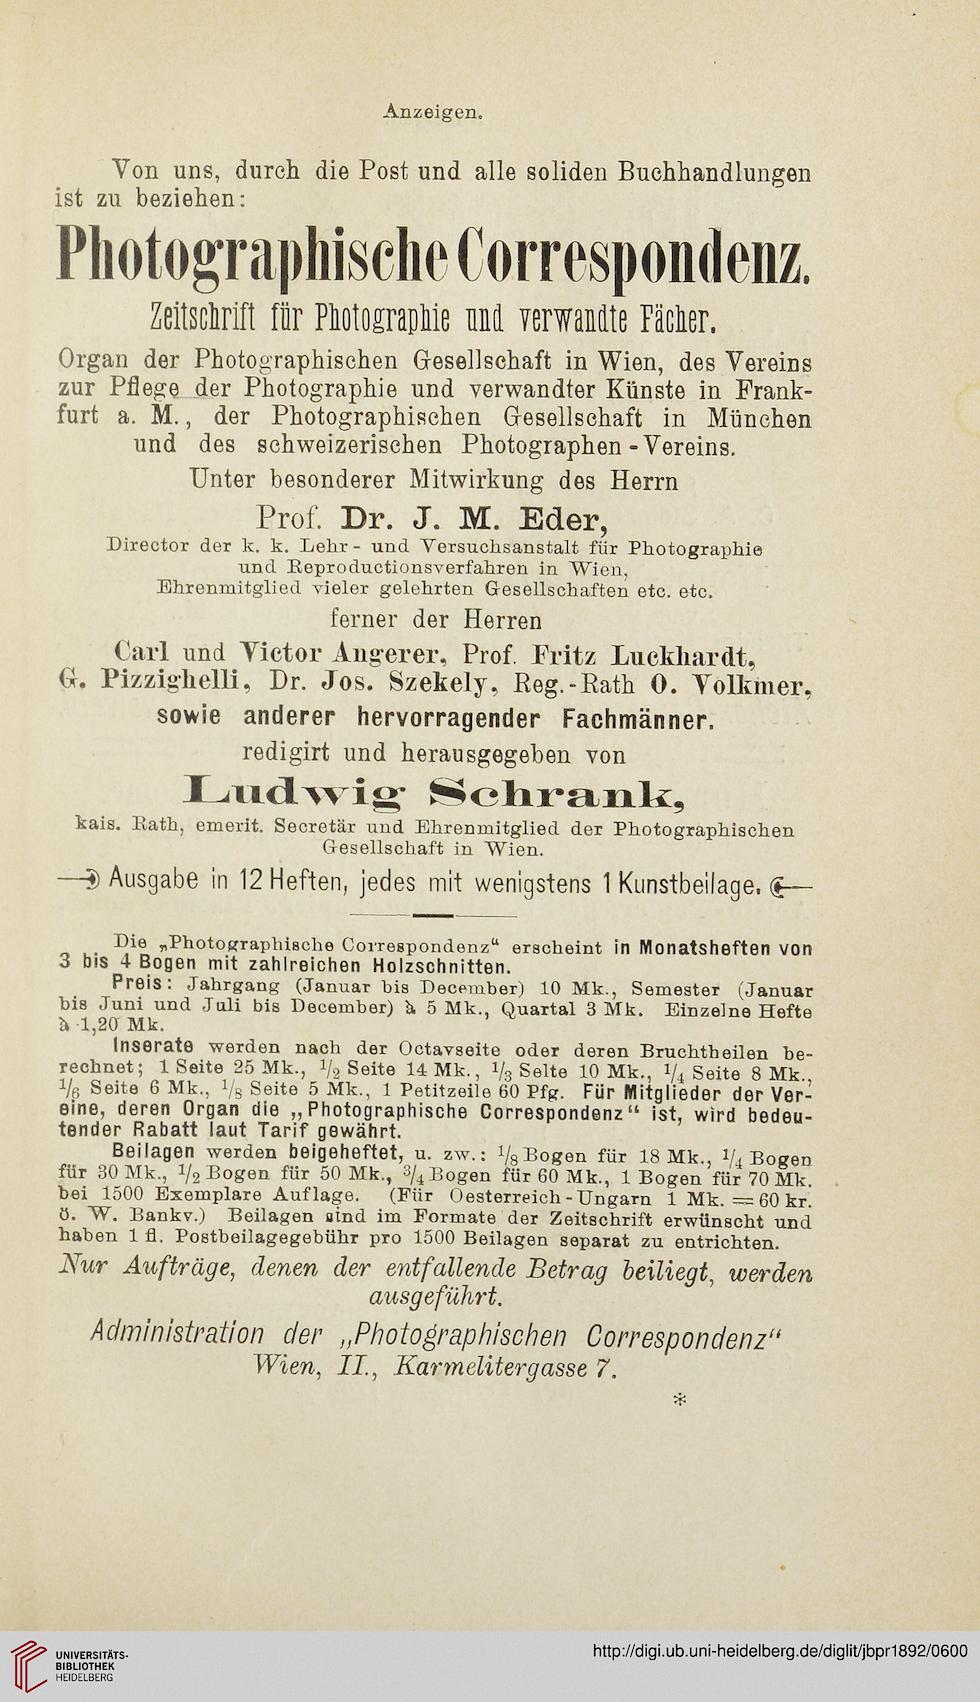 Anzeigen.
Von uns, durch die Post und alle soliden Buchhandlungen
ist zu beziehen:
Photographische Correspondenz.
Zeitschrift für Photographie und verwandte Fächer.
Organ der Photographischen Gesellschaft in Wien, des Vereins
zur Pflege der Photographie und verwandter Künste in Frank-
furt a. M., der Photographischen Gesellschaft in München
und des schweizerischen Photographen-Vereins.
Unter besonderer Mitwirkung des Herrn
Prof. Dr. J. M. Eder,
Director der k. k. Lehr- und Versuchsanstalt für Photographie
und Reproductionsverfahren in Wien,
Ehrenmitglied vieler gelehrten Gesellschaften etc. etc.
ferner der Herren
Carl und Victor Angerer, Prof. Fritz Luckhardt,
G. Pizzighelli, Dr. Jos. Szekely, Reg.-Rath O. Volkmer,
sowie anderer hervorragender Fachmänner.
redigirt und herausgegeben von
Ludwig Schrank,
kais. Rath, emerit. Secretär und Ehrenmitglied der Photographischen
Gesellschaft in Wien.
Ausgabe in 12 Heften, jedes mit wenigstens 1 Kunstbeilage.
Die „Photographische Correspondenz“ erscheint in Monatsheften von
3 bis 4 Bogen mit zahlreichen Holzschnitten.
Preis: Jahrgang (Januar bis December) 10 Mk., Semester (Januar
bis Juni und Juli bis December) à 5 Mk., Quartal 3 Mk. Einzelne Hefte
à 1,20 Mk.
Inserate werden nach der Octavseite oder deren Bruchtheilen be-
rechnet; 1 Seite 25 Mk., 1/2 Seite 14 Mk., 1/3 Seite 10 Mk., 1/4 Seite 8 Mk.,
1/6 Seite 6 Mk., 1/8 Seite 5 Mk., 1 Petitzeile 60 Pfg. Für Mitglieder der Ver-
eine, deren Organ die „Photographische Correspondenz“ ist, wird bedeu-
tender Rabatt laut Tarif gewährt.
Beilagen werden beigeheftet, u. zw.: 1/8 Bogen für 18 Mk., 1/4 Bogen
für 30 Mk., 1/2 Bogen für 50 Mk., 3/4 Bogen für 60 Mk., 1 Bogen für 70 Mk.
bei 1500 Exemplare Auflage. (Für Oesterreich-Ungarn 1 Mk. = 60 kr.
ö. W. Bankv.) Beilagen sind im Formate der Zeitschrift erwünscht und
haben 1 fl. Postbeilagegebühr pro 1500 Beilagen separat zu entrichten.
Nur Aufträge, denen der entfallende Betrag beiliegt, werden
ausgeführt.
Administration der „Photographischen Correspondenz“
Wien, II., Karmelitergasse 7.
*
UNIVERSITÄTS-
BIBLIOTHEK
HEIDELBERG
http://digi.ub.uni-heidelberg.de/diglit/jbpr1892/0600